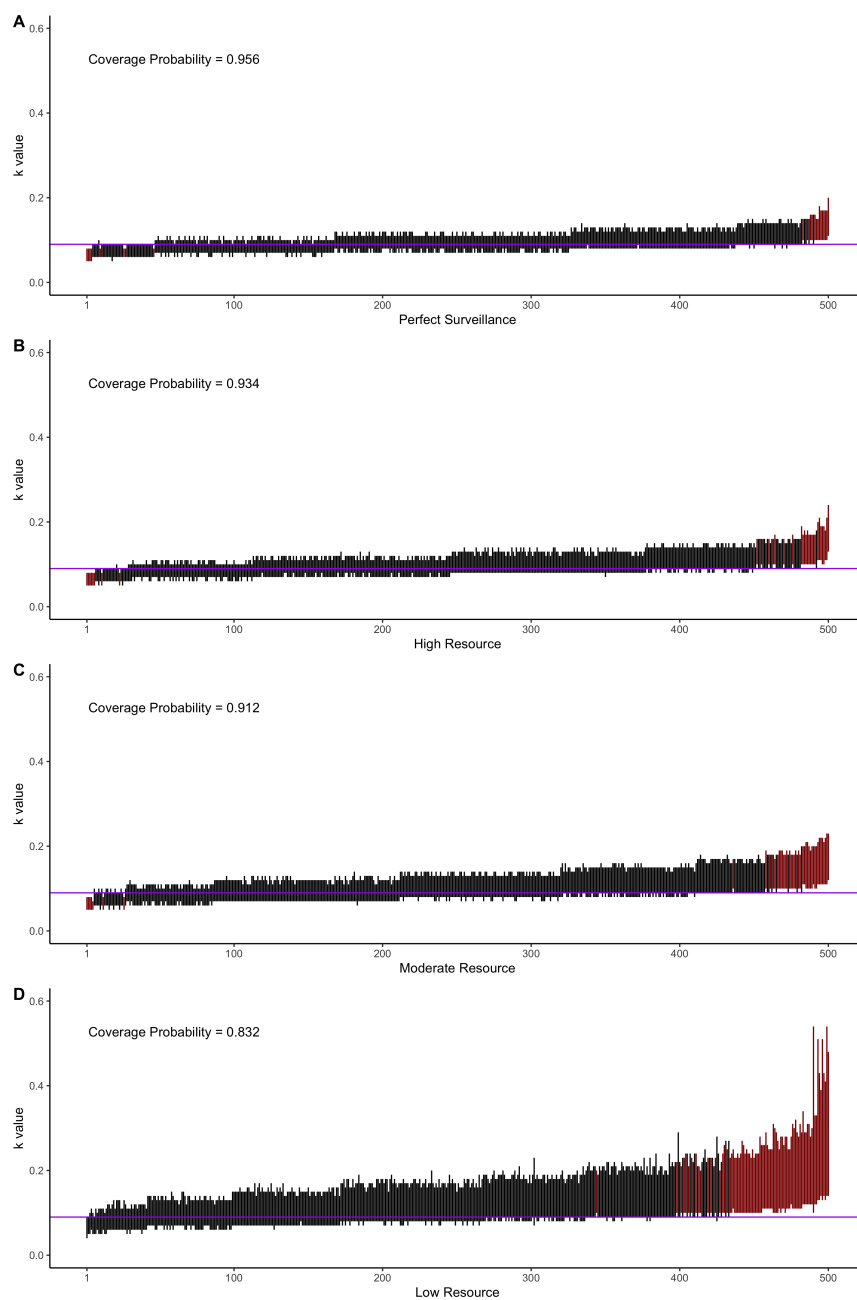 A
0.6
Coverage Probability = 0.956
0.4
k value
0.2
0.0
1 100 200 300 400 500
Perfect Surveillance
B
0.6
Coverage Probability = 0.934
0.4
k value
0.2
0.0
1 100 200 300 400 500
High Resource
C
0.6
Coverage Probability = 0.912
0.4
k value
0.2
0.0
1 100 200 300 400 500
Moderate Resource
D
0.6
Coverage Probability = 0.832
0.4
k value
0.2
0.0
1 100 200 300 400 500
Low Resource